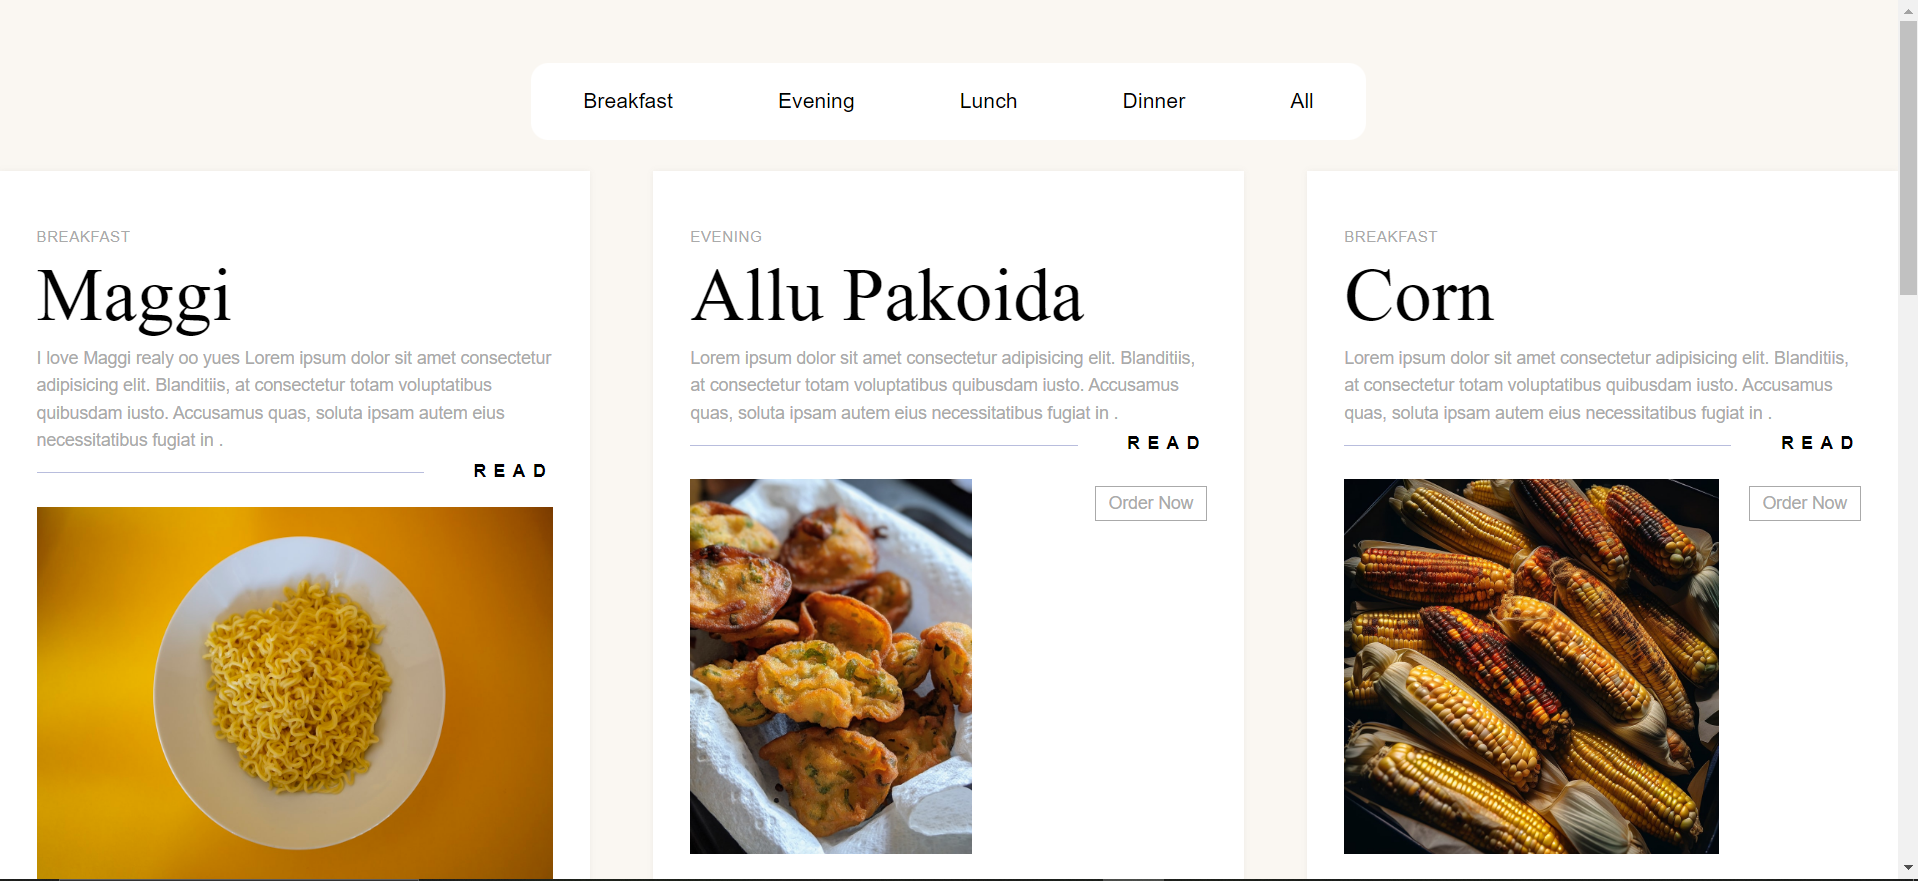 Breakfast Evening Lunch Dinner All
BREAKFAST
Maggi
I love Maggi realy oo yues Lorem ipsum dolor sit amet consectetur
adipisicing elit. Blanditiis, at consectetur totam voluptatibus
quibusdam iusto. Accusamus quas, soluta ipsam autem eius
necessitatibus fugiat in .
READ
EVENING
Allu Pakoida
Lorem ipsum dolor sit amet consectetur adipisicing elit. Blanditiis,
at consectetur totam voluptatibus quibusdam iusto. Accusamus
quas, soluta ipsam autem eius necessitatibus fugiat in .
READ
Order Now
BREAKFAST
Corn
Lorem ipsum dolor sit amet consectetur adipisicing elit. Blanditiis,
at consectetur totam voluptatibus quibusdam iusto. Accusamus
quas, soluta ipsam autem eius necessitatibus fugiat in .
READ
Order Now